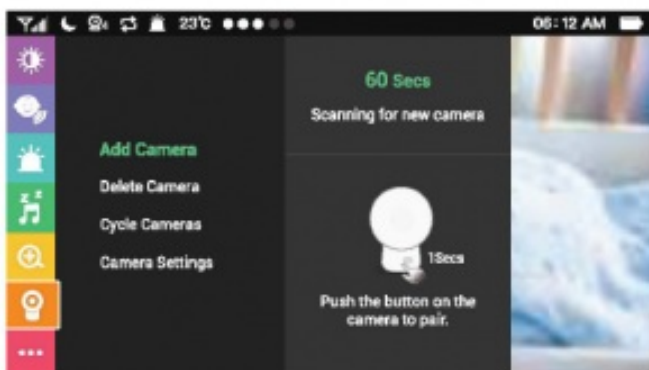 23°C
06:12 AM
60 Secs
Scanning for new camera
Add Camera
Delete Camera
Cycle Cameras
Camera Settings
1Secs
Push the button on the
camera to pair.